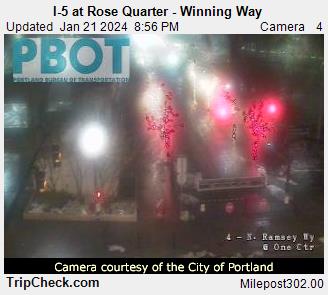 I-5 at Rose Quarter - Winning Way
Updated Jan 21 2024 8:56 PM Camera 4
PBOT
PORTLAND BUREAU OF TRANSPORTATION
4 - N. Ramsey Wy
@ One Ctr
Camera courtesy of the City of Portland
TripCheck.com Milepost302.00